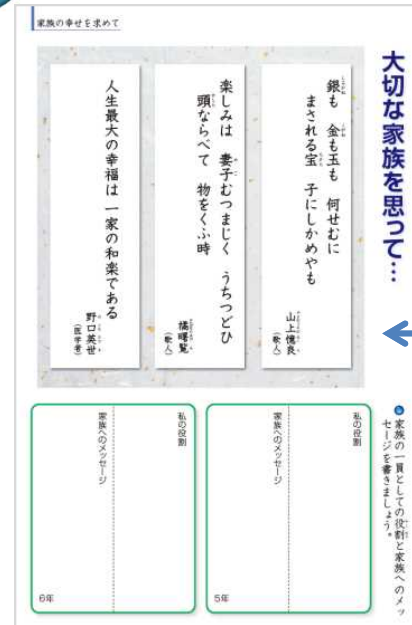 家族の幸せを求めて
大切な家族を思って…
銀も　金も玉も　何せむに
まされる宝　子にしかめやも
山上憶良
（歌人）
楽しみは　妻子むつまじく　うちつどひ
頭ならべて　物をくふ時
橘曙覧
（歌人）
人生最大の幸福は　一家の和楽である
野口英世
（医学者）
家族の一員としての役割と家族へのメッ
セージを書きましょう。
私の役割
家族へのメッセージ
5年
私の役割
家族へのメッセージ
6年